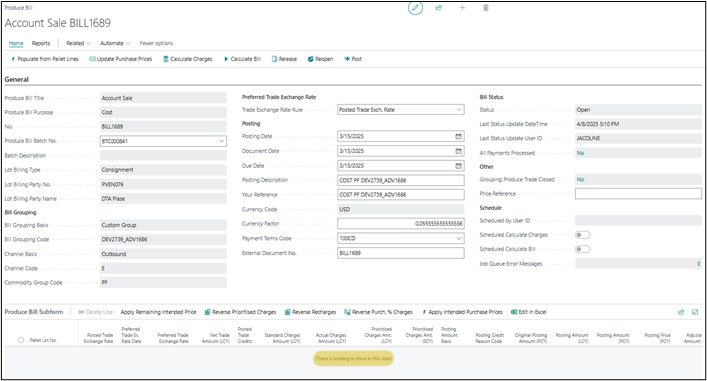 Produce Bill
Account Sale BILL1689
Home Reports Related Automate Fewer options
Populate from Pallet Lines Update Purchase Prices Calculate Charges Calculate Bill Release Reopen Post
General
Produce Bill Title Account Sale
Produce Bill Purpose Cost
No. BILL1689
Produce Bill Batch No. BTC000841
Batch Description
Lot Billing Type Consignment
Lot Billing Party No. PVEN076
Lot Billing Party Name DTA Plase
Bill Grouping
Bill Grouping Basis Custom Group
Bill Grouping Code DEV2739_ADV1686
Channel Basis Outbound
Channel Code E
Commodity Group Code PF
Preferred Trade Exchange Rate
Trade Exchange Rate Rule Posted Trade Exch. Rate
Posting
Posting Date 3/15/2025
Document Date 3/15/2025
Due Date 3/15/2025
Posting Description COST PF DEV2739_ADV1686
Your Reference COST PF DEV2739_ADV1686
Currency Code USD
Currency Factor 0.0555555555555556
Payment Terms Code 100CD
External Document No. BILL1689
Bill Status
Status Open
Last Status Update DateTime 4/8/2025 5:10 PM
Last Status Update User ID JACOLINE
All Payments Processed No
Other
Grouping Produce Trade Closed No
Price Reference
Schedule
Scheduled by User ID
Scheduled Calculate Charges
Scheduled Calculate Bill
Job Queue Error Messages 0
Produce Bill Subform Delete Line Apply Remaining Intended Price Reverse Prioritised Charges Reverse Recharges Reverse Purch. % Charges Apply Intended Purchase Prices Edit in Excel
Pallet Lot No.
Posted Trade Exchange Rate
Preferred Trade Ex. Rate Date
Preferred Trade Exchange Rate
Net Trade Amount (LCY)
Posted Trade Credits
Standard Charges Amount (LCY)
Actual Charges Amount (LCY)
Prioritised Charges Amt. (LCY)
Prioritised Charges Amt. (SCY)
Posting Amount Basis
Posting Credit Reason Code
Original Posting Amount (PCY)
Posting Amount (LCY)
Posting Amount (PCY)
Posting Price (PCY)
Adjuste Amount
(There is nothing to show in this view)